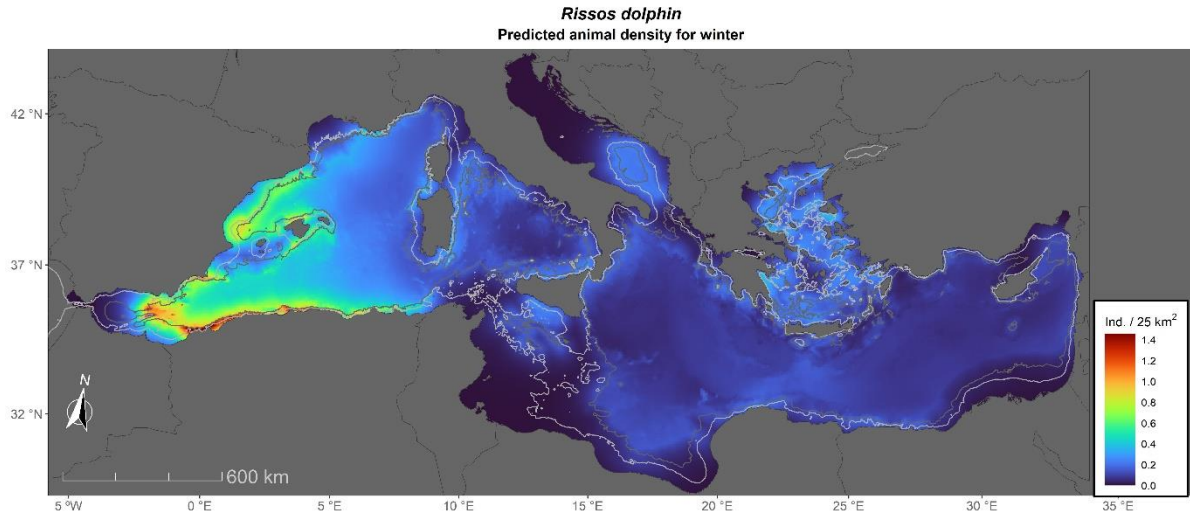 Rissos dolphin
Predicted animal density for winter
42 °N
37 °N
32 °N
N
600 km
5 °W
0 °E
5 °E
10 °E
15 °E
20 °E
25 °E
30 °E
35 °E
Ind. / 25 km²
1.4
1.2
1.0
0.8
0.6
0.4
0.2
0.0